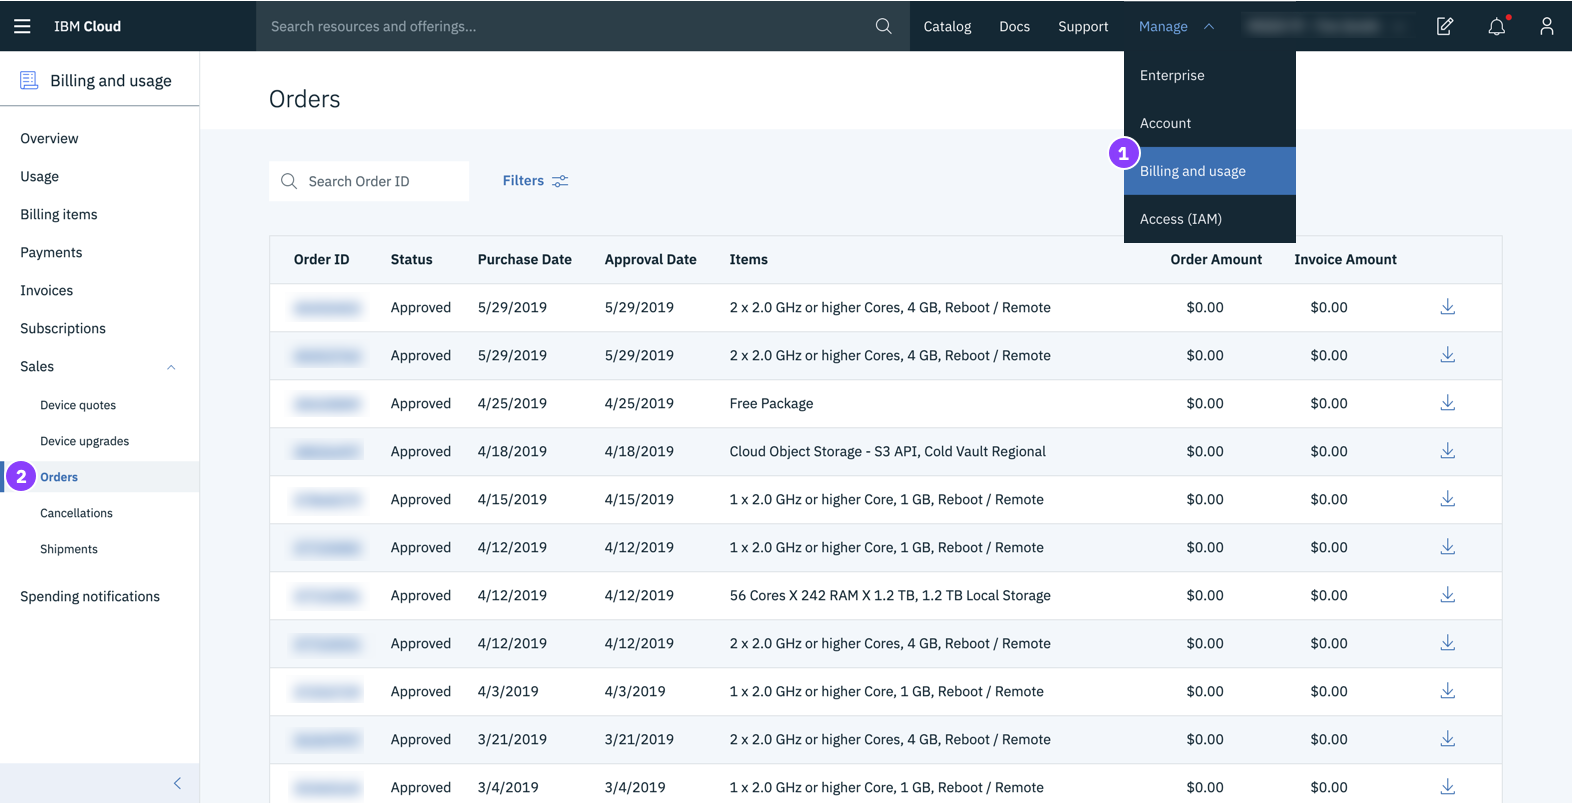 IBM Cloud
Search resources and offerings...
Catalog
Docs
Support
Manage
Enterprise
Account
1
Billing and usage
Access (IAM)
Billing and usage
Overview
Usage
Billing items
Payments
Invoices
Subscriptions
Sales
Device quotes
Device upgrades
2
Orders
Cancellations
Shipments
Spending notifications
Orders
Search Order ID
Filters
Order ID Status Purchase Date Approval Date Items Order Amount Invoice Amount
Approved 5/29/2019 5/29/2019 2 x 2.0 GHz or higher Cores, 4 GB, Reboot / Remote $0.00 $0.00
Approved 5/29/2019 5/29/2019 2 x 2.0 GHz or higher Cores, 4 GB, Reboot / Remote $0.00 $0.00
Approved 4/25/2019 4/25/2019 Free Package $0.00 $0.00
Approved 4/18/2019 4/18/2019 Cloud Object Storage - S3 API, Cold Vault Regional $0.00 $0.00
Approved 4/15/2019 4/15/2019 1 x 2.0 GHz or higher Core, 1 GB, Reboot / Remote $0.00 $0.00
Approved 4/12/2019 4/12/2019 1 x 2.0 GHz or higher Core, 1 GB, Reboot / Remote $0.00 $0.00
Approved 4/12/2019 4/12/2019 56 Cores X 242 RAM X 1.2 TB, 1.2 TB Local Storage $0.00 $0.00
Approved 4/12/2019 4/12/2019 2 x 2.0 GHz or higher Cores, 4 GB, Reboot / Remote $0.00 $0.00
Approved 4/3/2019 4/3/2019 1 x 2.0 GHz or higher Core, 1 GB, Reboot / Remote $0.00 $0.00
Approved 3/21/2019 3/21/2019 2 x 2.0 GHz or higher Cores, 4 GB, Reboot / Remote $0.00 $0.00
Approved 3/4/2019 3/4/2019 1 x 2.0 GHz or higher Core, 1 GB, Reboot / Remote $0.00 $0.00